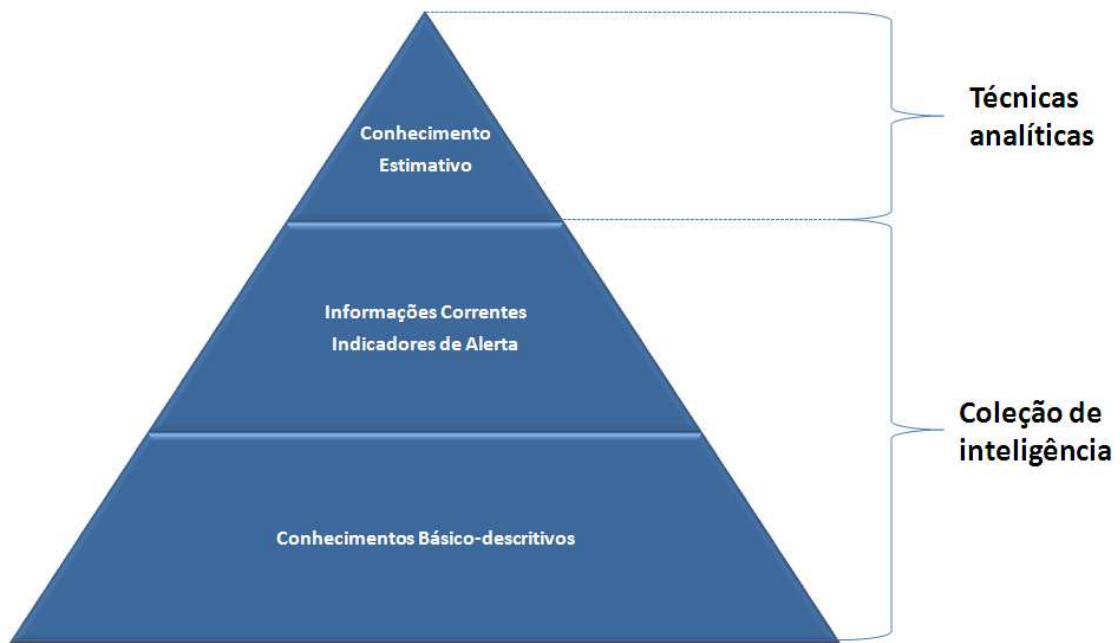 Conhecimento
Estimativo
Técnicas
analíticas
Informações Correntes
Indicadores de Alerta
Coleção de
inteligência
Conhecimentos Básico-descritivos